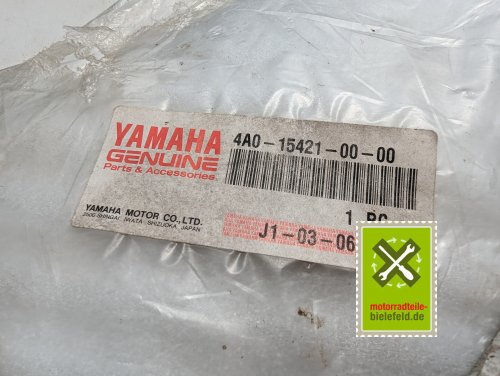 YAMAHA
GENUINE
Parts & Accessories
4A0-15421-00-00
YAMAHA MOTOR CO., LTD.
2500 SHINGAI IWATA SHIZUOKA JAPAN
1
J1-03-06
motorradteile-
bielefeld.de